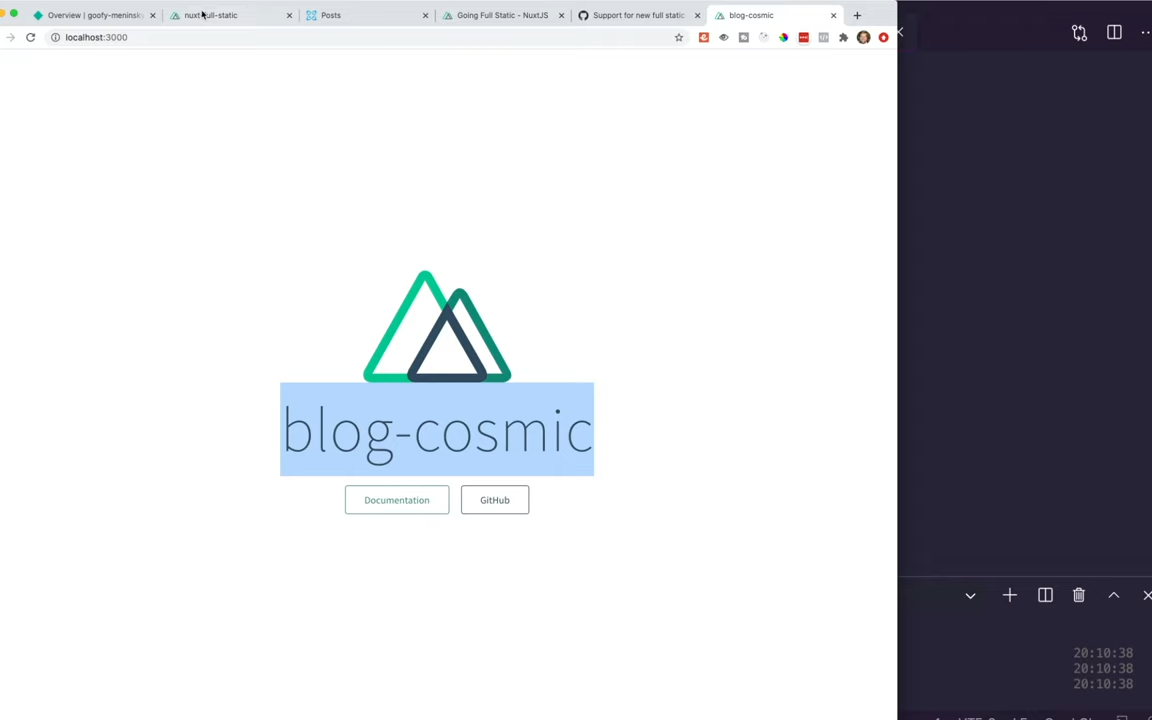 Overview | goofy-meninsky
nuxt-full-static
Posts
Going Full Static - NuxtJS
Support for new full static
blog-cosmic
localhost:3000
blog-cosmic
Documentation
GitHub
20:10:38
20:10:38
20:10:38